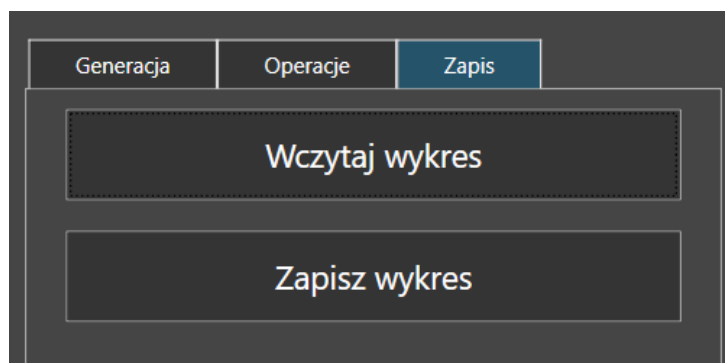 Generacja Operacje Zapis
Wczytaj wykres
Zapisz wykres